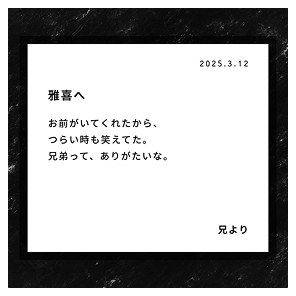 2025.3.12
雅喜へ
お前がいてくれたから、
つらい時も笑えてた。
兄弟って、ありがたいな。
兄より